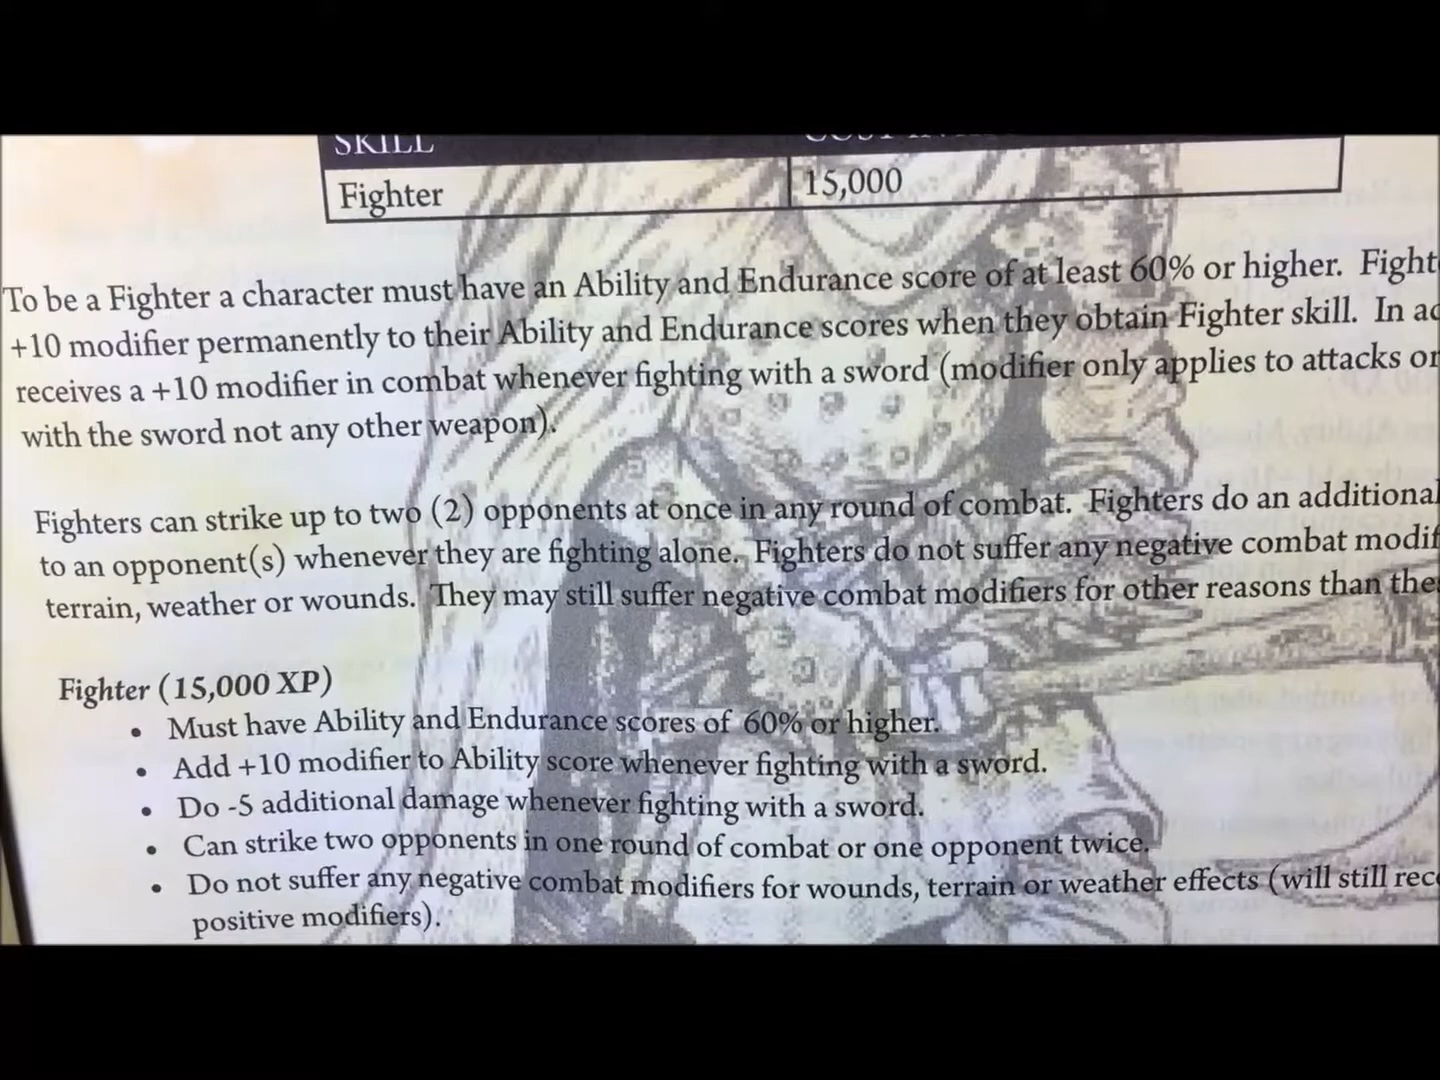 SKILL
Fighter 15,000
To be a Fighter a character must have an Ability and Endurance score of at least 60% or higher. Fight
+10 modifier permanently to their Ability and Endurance scores when they obtain Fighter skill. In ad
receives a +10 modifier in combat whenever fighting with a sword (modifier only applies to attacks or
with the sword not any other weapon).
Fighters can strike up to two (2) opponents at once in any round of combat. Fighters do an additional
to an opponent(s) whenever they are fighting alone. Fighters do not suffer any negative combat modif
terrain, weather or wounds. They may still suffer negative combat modifiers for other reasons than the
Fighter (15,000 XP)
• Must have Ability and Endurance scores of 60% or higher.
• Add +10 modifier to Ability score whenever fighting with a sword.
• Do -5 additional damage whenever fighting with a sword.
• Can strike two opponents in one round of combat or one opponent twice.
• Do not suffer any negative combat modifiers for wounds, terrain or weather effects (will still rec
positive modifiers).